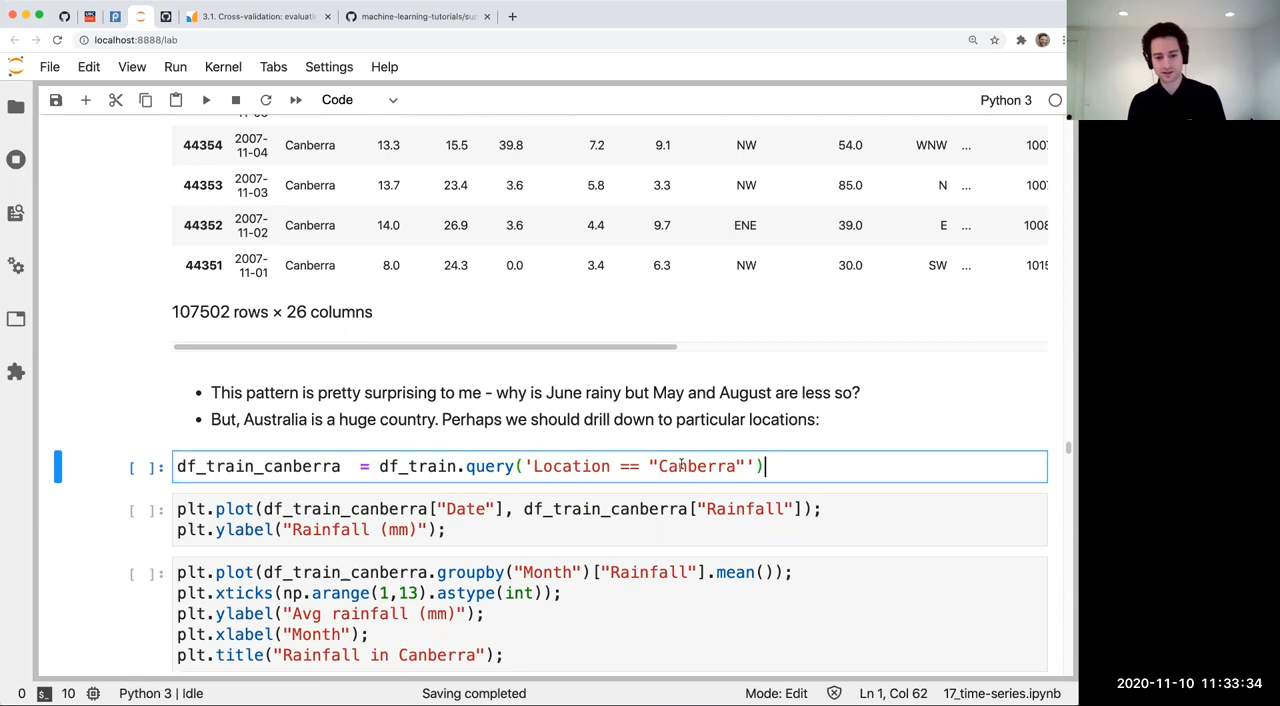 3.1. Cross-validation: evaluati
machine-learning-tutorials/su
localhost:8888/lab
File Edit View Run Kernel Tabs Settings Help
Code
Python 3
44354 2007-11-04 Canberra 13.3 15.5 39.8 7.2 9.1 NW 54.0 WNW ...
44353 2007-11-03 Canberra 13.7 23.4 3.6 5.8 3.3 NW 85.0 N ...
44352 2007-11-02 Canberra 14.0 26.9 3.6 4.4 9.7 ENE 39.0 E ... 1008
44351 2007-11-01 Canberra 8.0 24.3 0.0 3.4 6.3 NW 30.0 SW ... 1015
107502 rows × 26 columns
• This pattern is pretty surprising to me - why is June rainy but May and August are less so?
• But, Australia is a huge country. Perhaps we should drill down to particular locations:
[ ]: df_train_canberra  = df_train.query('Location == "Canberra"')
[ ]: plt.plot(df_train_canberra["Date"], df_train_canberra["Rainfall"]);
plt.ylabel("Rainfall (mm)");
[ ]: plt.plot(df_train_canberra.groupby("Month")["Rainfall"].mean());
plt.xticks(np.arange(1,13).astype(int));
plt.ylabel("Avg rainfall (mm)");
plt.xlabel("Month");
plt.title("Rainfall in Canberra");
0 10 Python 3 | Idle Saving completed Mode: Edit Ln 1, Col 62 17_time-series.ipynb
2020-11-10 11:33:34